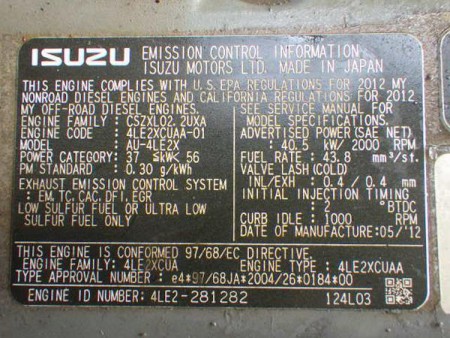 ISUZU EMISSION CONTROL INFORMATION
ISUZU MOTORS LTD. MADE IN JAPAN
THIS ENGINE COMPLIES WITH U.S. EPA REGULATIONS FOR 2012 MY
NONROAD DIESEL ENGINES AND CALIFORNIA REGULATIONS FOR 2012
MY OFF ROAD DIESEL ENGINES.
ENGINE FAMILY : CSZXL02.2UXA
ENGINE CODE : 4LE2XCUAA-01
MODEL : AU-4LE2X
POWER CATEGORY : 37 ≦kW< 56
PM STANDARD : 0.30 g/kWh
EXHAUST EMISSION CONTROL SYSTEM
: EM, TC, CAC, DFI, EGR
LOW SULFUR FUEL OR ULTRA LOW
SULFUR FUEL ONLY
SEE SERVICE MANUAL FOR
MODEL SPECIFICATIONS.
ADVERTISED POWER(SAE NET)
: 40.5 kW/ 2000 RPM
FUEL RATE : 43.8 mm³/st.
VALVE LASH (COLD)
INL/EXH : 0.4 / 0.4 mm
INITIAL INJECTION TIMING
: 2 ° BTDC
CURB IDLE : 1000 RPM
DATE OF MANUFACTURE:05/'12
THIS ENGINE IS CONFORMED 97/68/EC DIRECTIVE
ENGINE FAMILY: 4LE2XCUA ENGINE TYPE : 4LE2XCUAA
TYPE APPROVAL NUMBER : e4*97/68JA*2004/26*0184*00
ENGINE ID NUMBER: 4LE2-281282 124L03